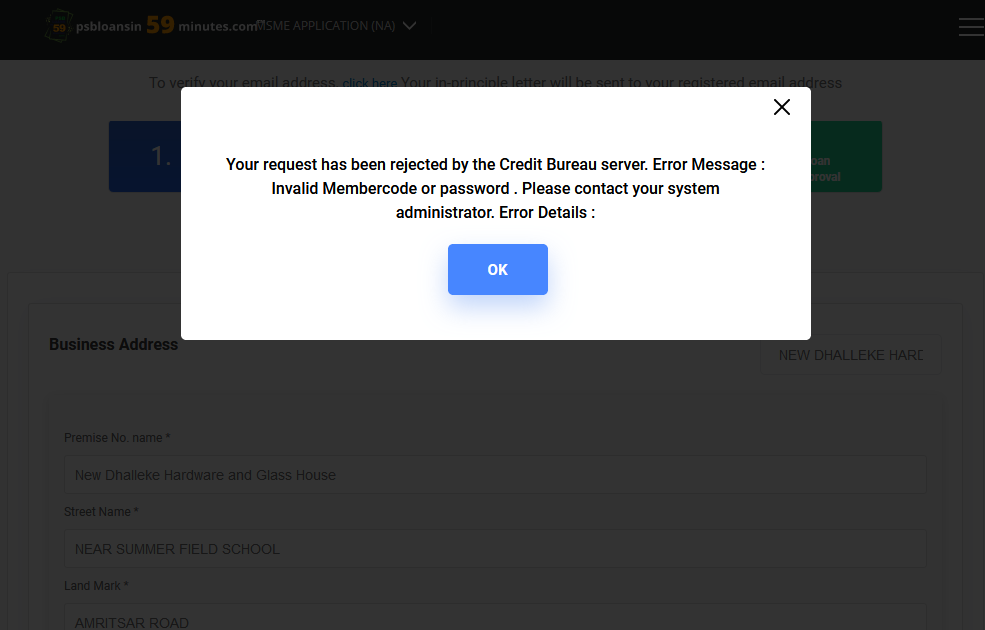 psbloansin 59 minutes.com
MSME APPLICATION (NA)
To verify your email address, click here Your in-principle letter will be sent to your registered email address
1.
Your request has been rejected by the Credit Bureau server. Error Message :
Invalid Membercode or password . Please contact your system
administrator. Error Details :
OK
Business Address
NEW DHALLEKE HARD
Premise No. name *
New Dhalleke Hardware and Glass House
Street Name *
NEAR SUMMER FIELD SCHOOL
Land Mark *
AMRITSAR ROAD